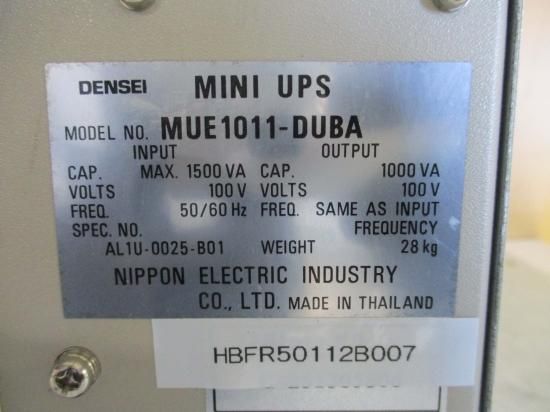 DENSEI MINI UPS
MODEL NO. MUE1011-DUBA
INPUT OUTPUT
CAP. MAX. 1500 VA CAP. 1000 VA
VOLTS 100 V VOLTS 100 V
FREQ. 50/60 Hz FREQ. SAME AS INPUT
SPEC. NO. FREQUENCY
AL1U-0025-B01 WEIGHT 28 kg
NIPPON ELECTRIC INDUSTRY
CO., LTD. MADE IN THAILAND
HBFR50112B007